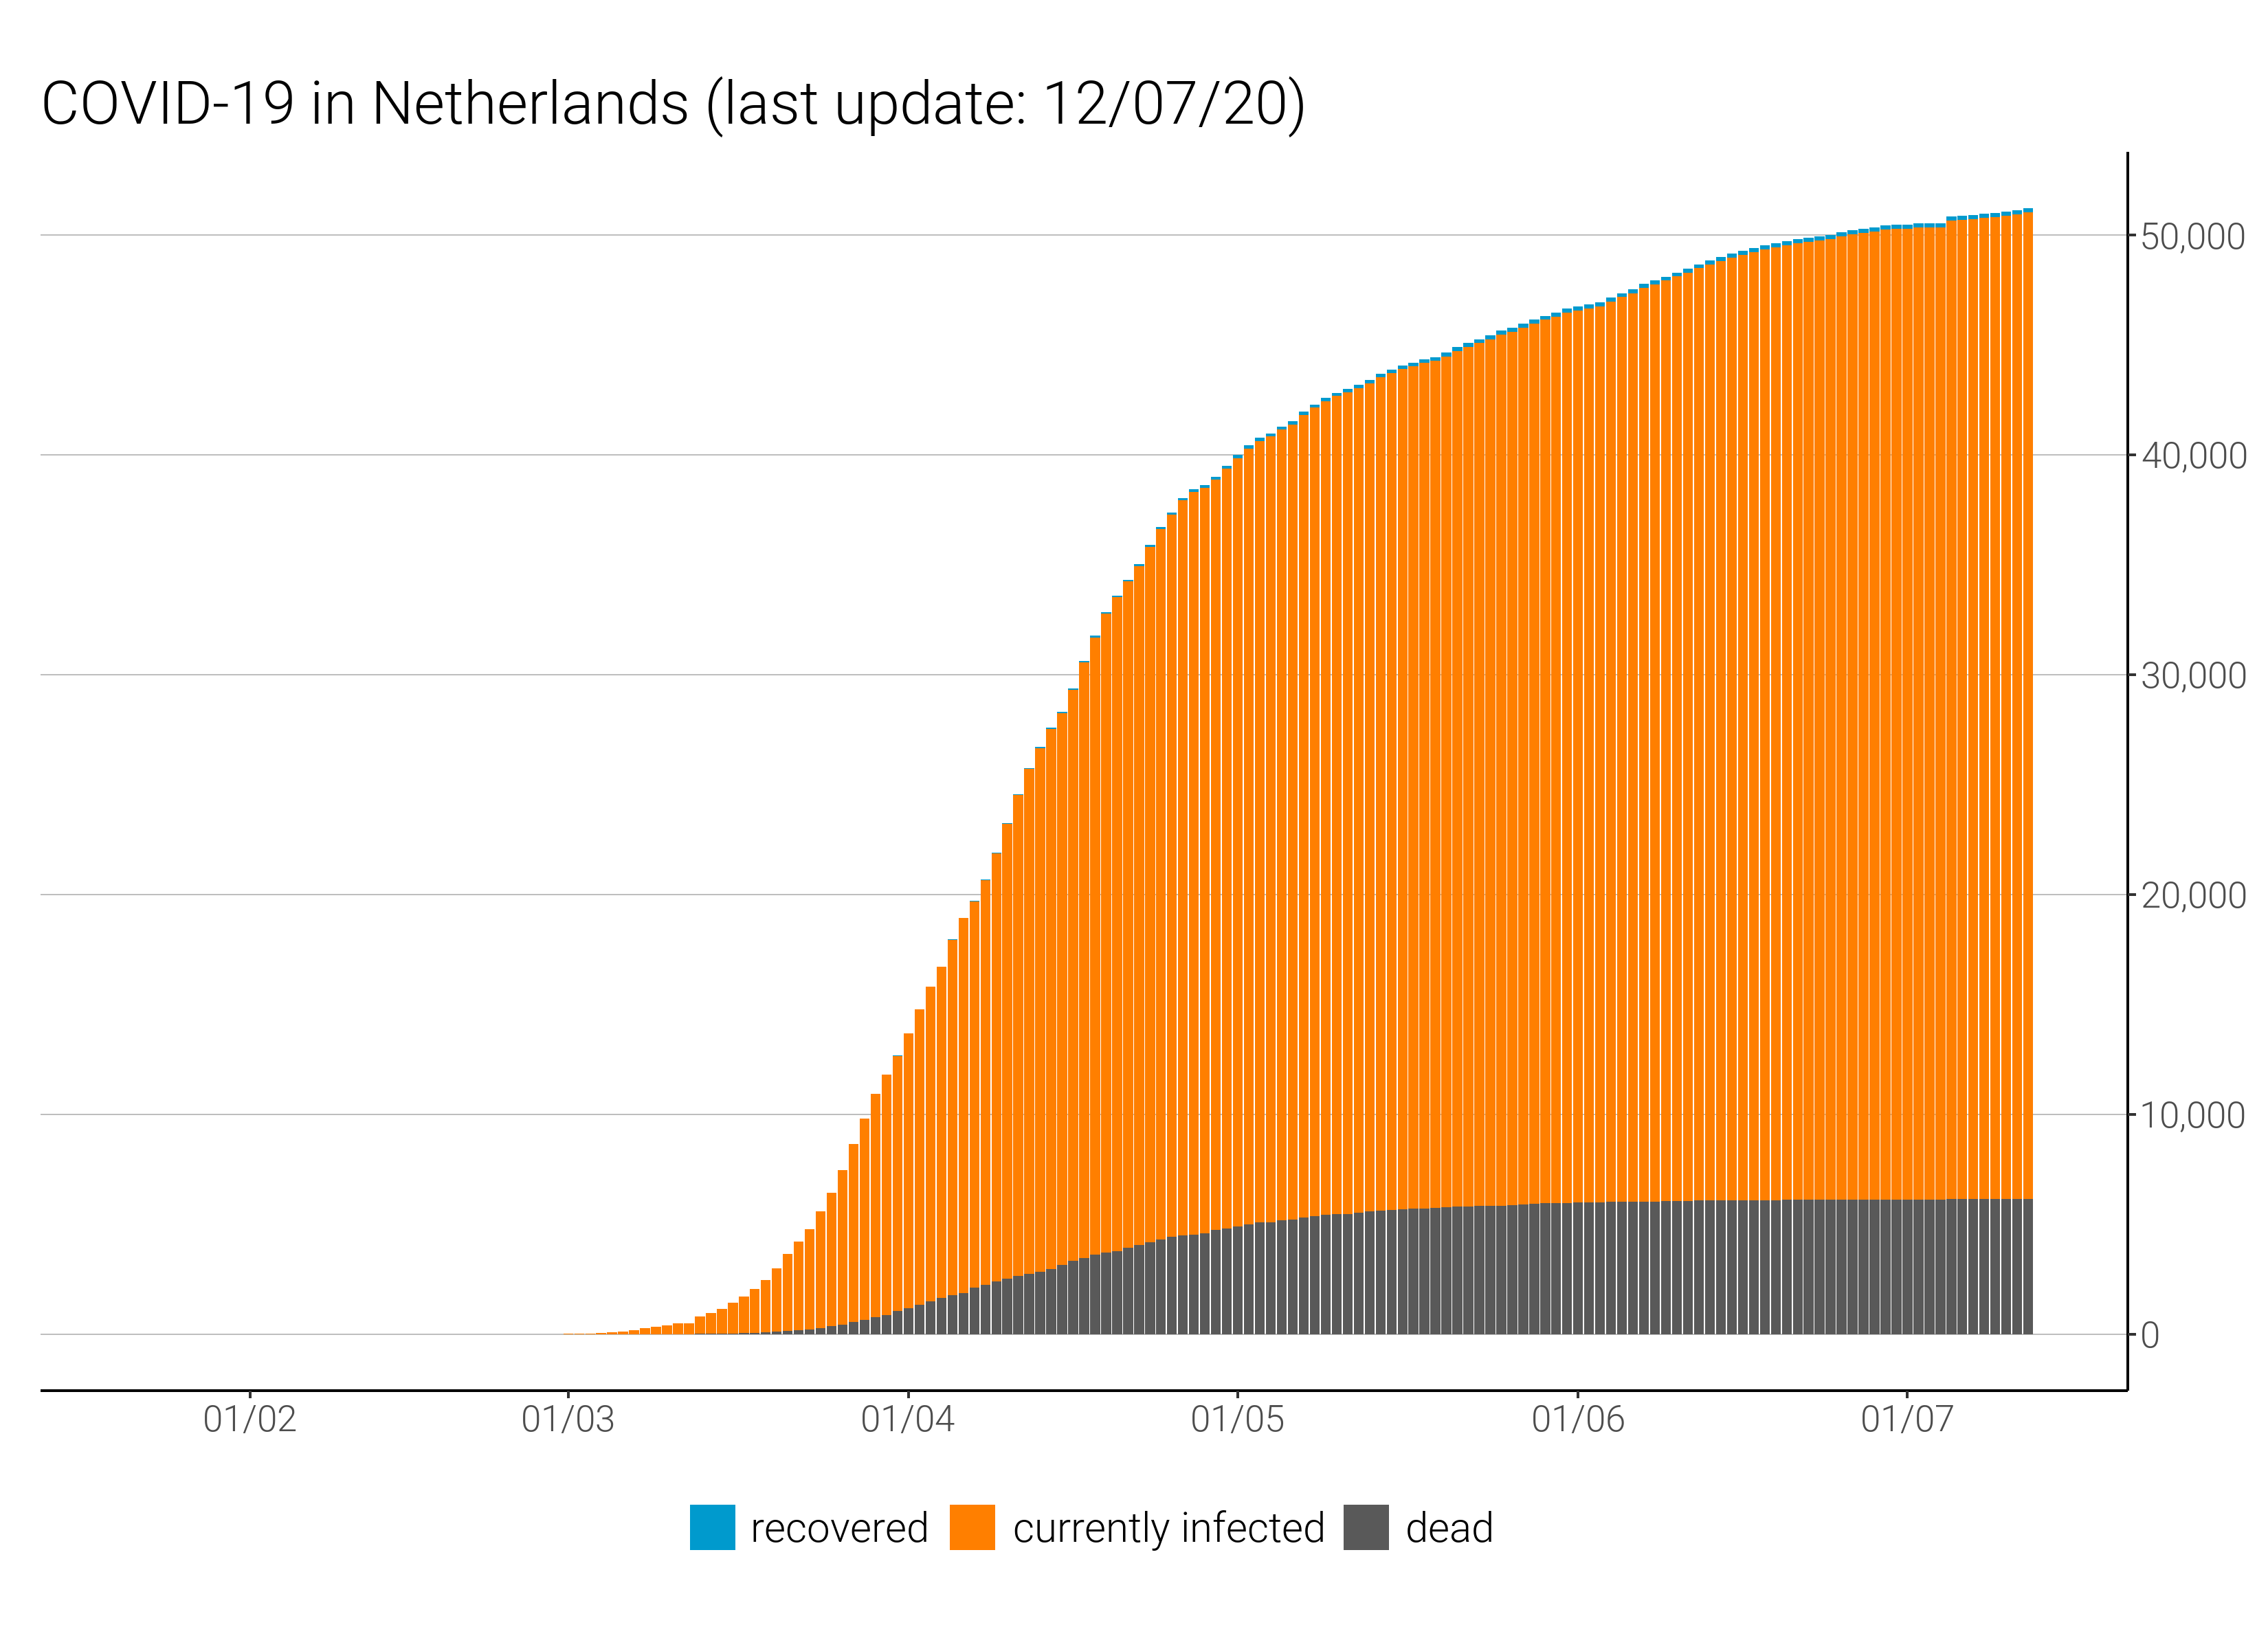 COVID-19 in Netherlands (last update: 12/07/20)
50,000
40,000
30,000
20,000
10,000
0
01/02 01/03 01/04 01/05 01/06 01/07
recovered currently infected dead